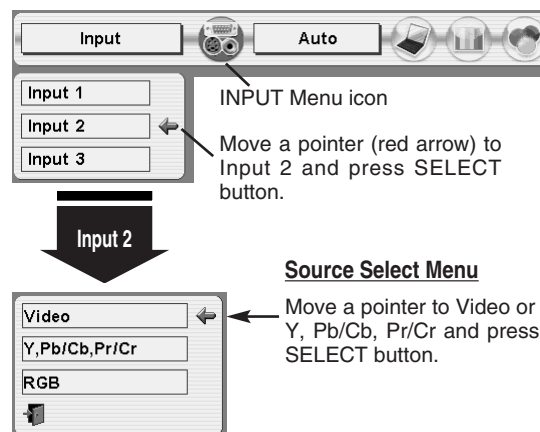 Input
Auto
Input 1
Input 2
Input 3
INPUT Menu icon
Move a pointer (red arrow) to
Input 2 and press SELECT
button.
Input 2
Source Select Menu
Video
Y,Pb/Cb,Pr/Cr
RGB
Move a pointer to Video or
Y, Pb/Cb, Pr/Cr and press
SELECT button.